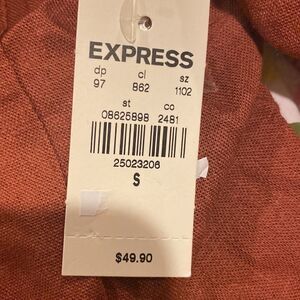 EXPRESS
dp cl sz
97 862 1102
st co
08625898 2481
25023206
S
$49.90